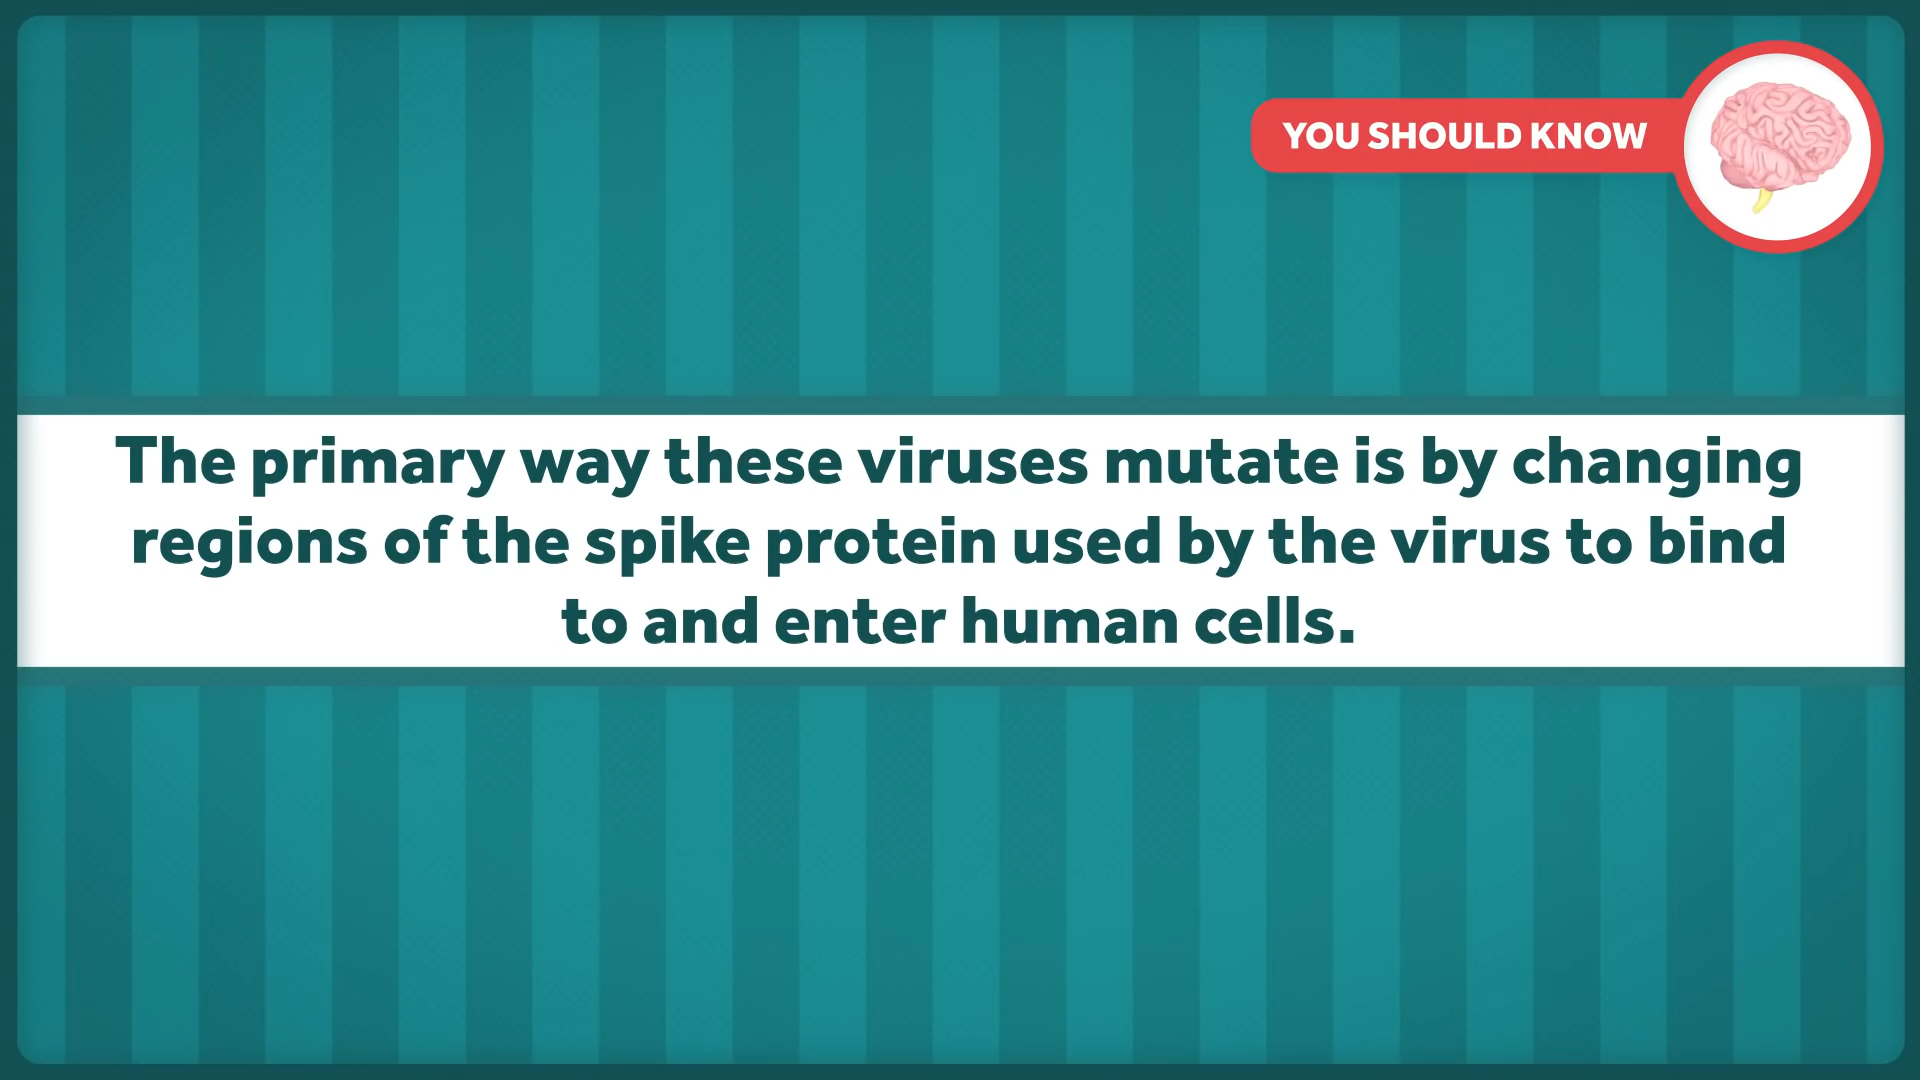 YOU SHOULD KNOW
The primary way these viruses mutate is by changing
regions of the spike protein used by the virus to bind
to and enter human cells.